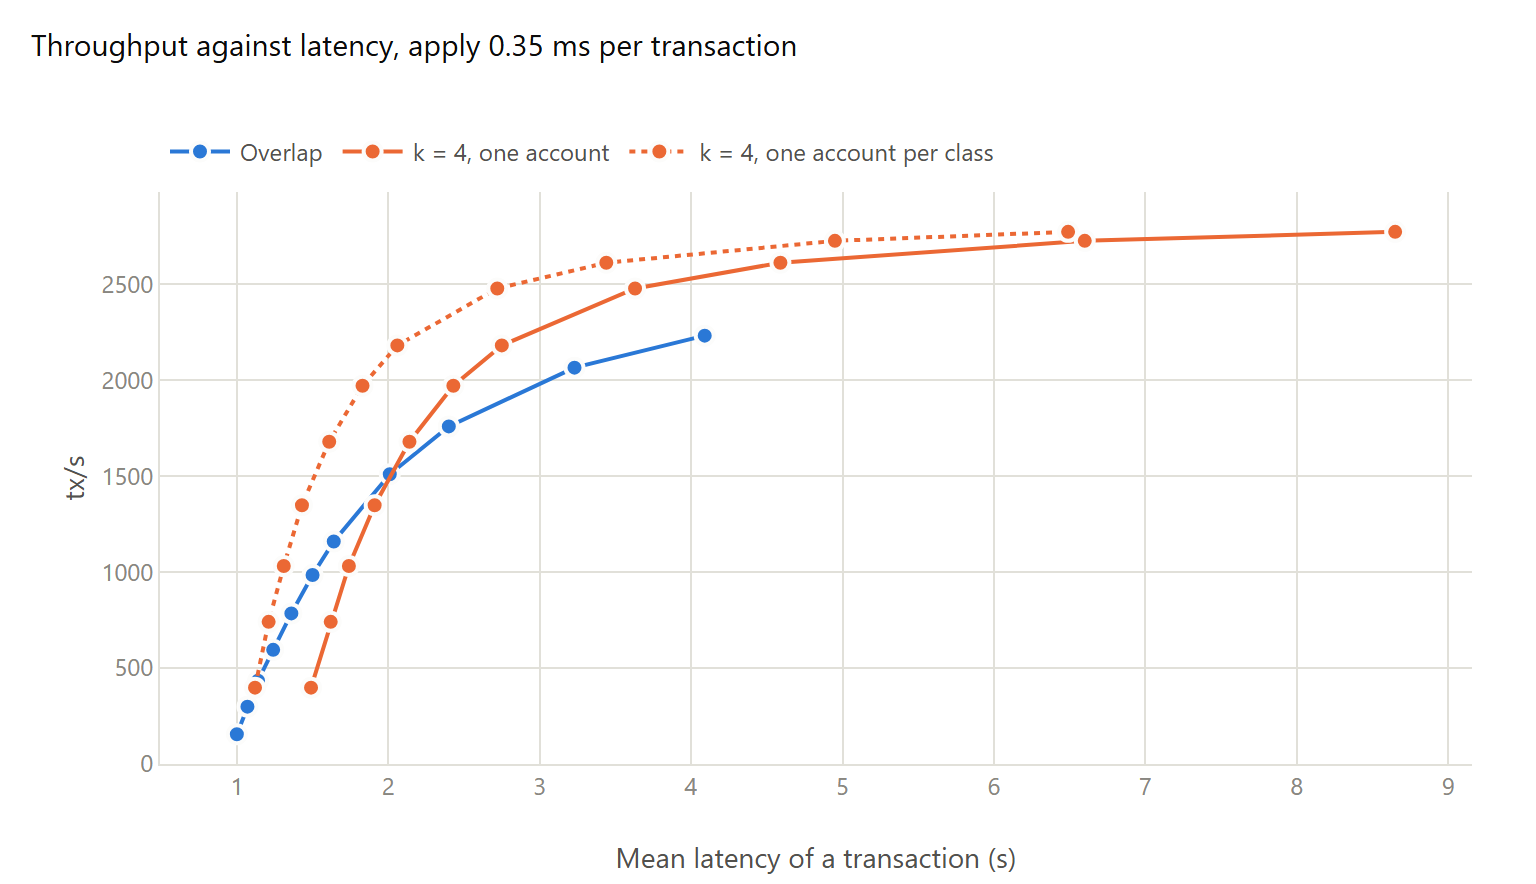 Throughput against latency, apply 0.35 ms per transaction
Overlap k = 4, one account k = 4, one account per class
2500
2000
1500
1000
500
0
tx/s
1 2 3 4 5 6 7 8 9
Mean latency of a transaction (s)